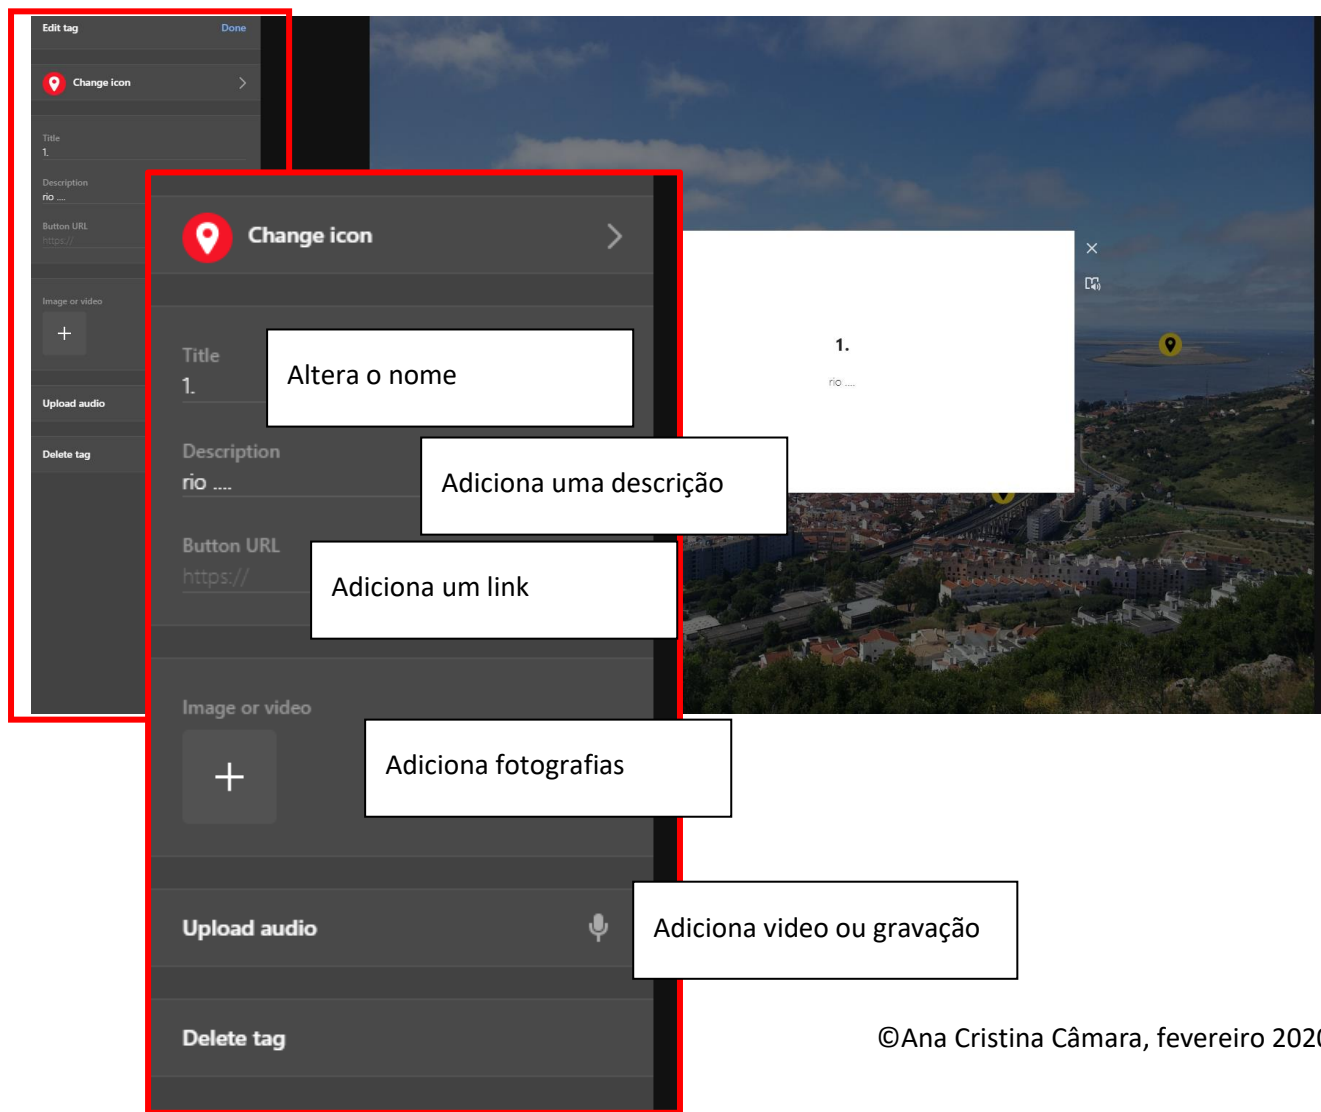 Edit tag Done
Change icon
Title
1.
Description
rio ....
Button URL
https://
Image or video
+
Upload audio
Delete tag
Change icon
Title
1.
Altera o nome
Description
rio ....
Adiciona uma descrição
Button URL
https://
Adiciona um link
Image or video
+
Adiciona fotografias
Upload audio
Adiciona video ou gravação
Delete tag
1.
rio ....
©Ana Cristina Câmara, fevereiro 2020